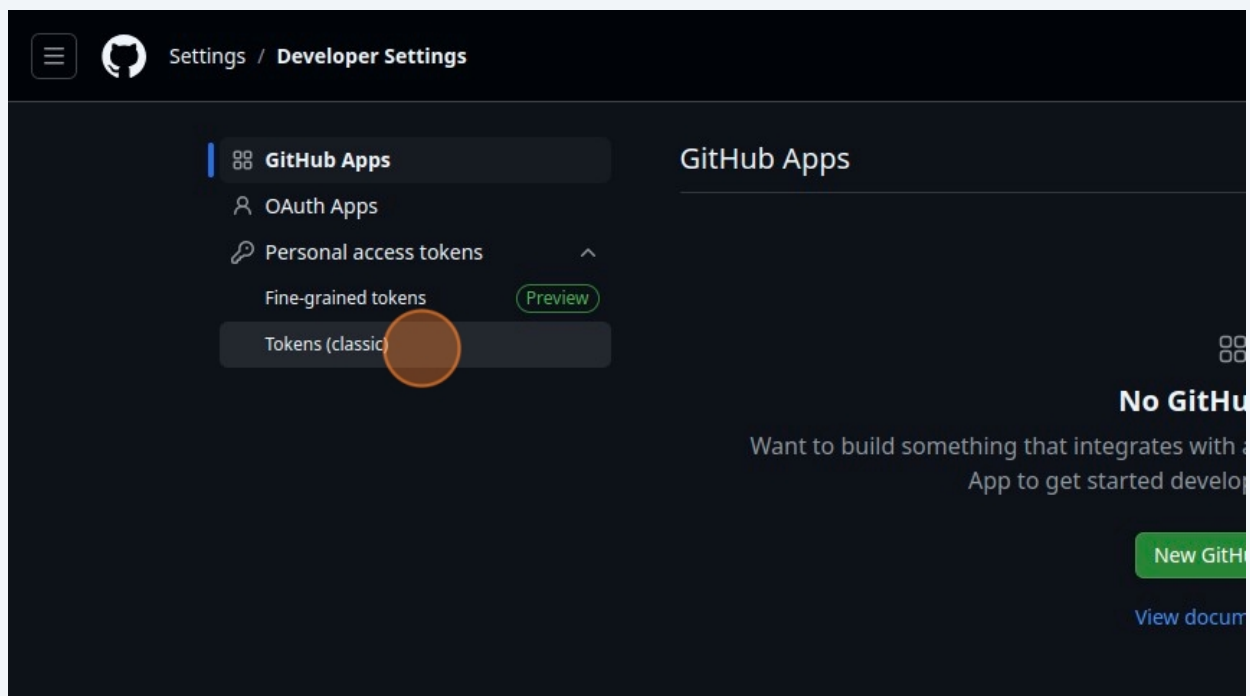 Settings / Developer Settings
GitHub Apps
OAuth Apps
Personal access tokens
Fine-grained tokens Preview
Tokens (classic)
GitHub Apps
No GitHu
Want to build something that integrates with
App to get started develop
New GitH
View docum